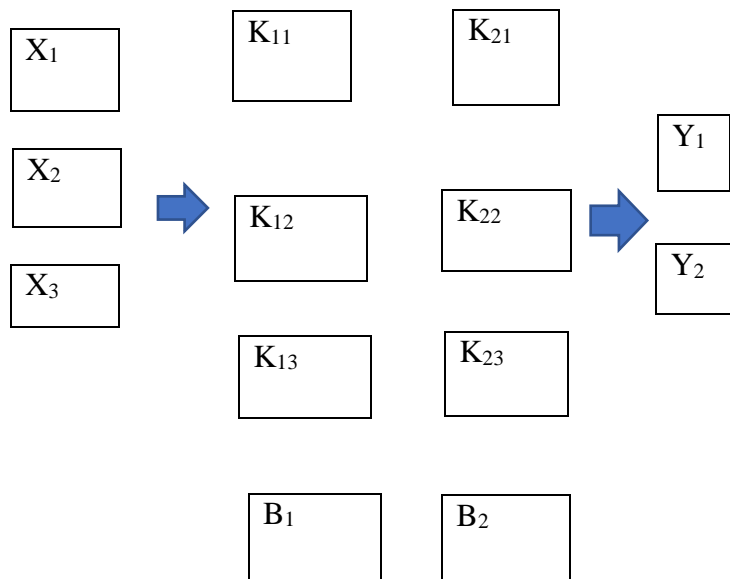 X₁
X₂
X₃
K₁₁
K₁₂
K₁₃
B₁
K₂₁
K₂₂
K₂₃
B₂
Y₁
Y₂